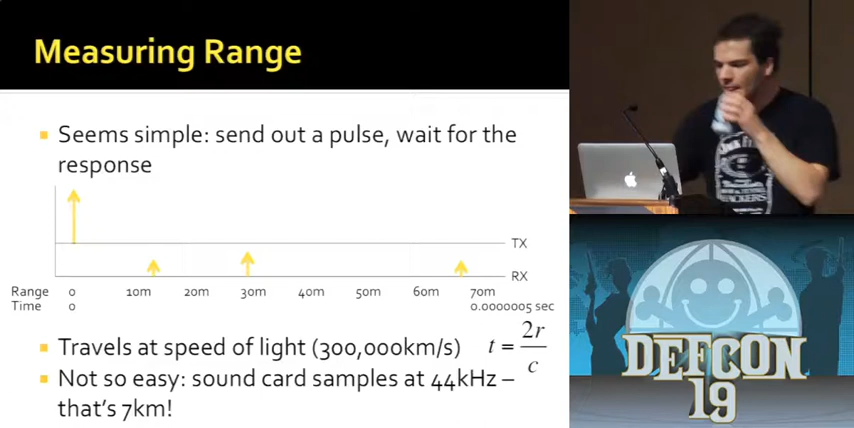 Measuring Range
Seems simple: send out a pulse, wait for the
response
TX
RX
Range 0 10m 20m 30m 40m 50m 60m 70m
Time 0 0.0000005 sec
Travels at speed of light (300,000km/s)
t = 2r
c
Not so easy: sound card samples at 44kHz –
that's 7km!
DEFCON
19